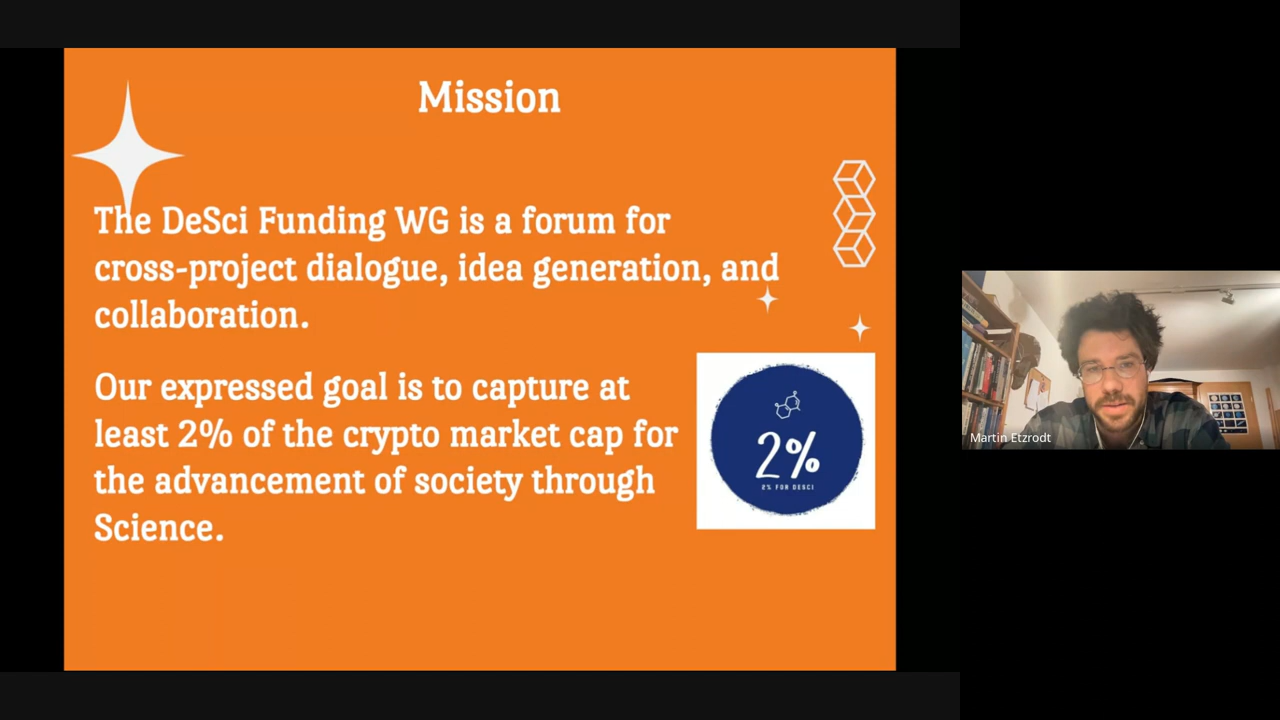 Mission
The DeSci Funding WG is a forum for
cross-project dialogue, idea generation, and
collaboration.
Our expressed goal is to capture at
least 2% of the crypto market cap for
the advancement of society through
Science.
2%
2% FOR DESCI
Martin Etzrodt